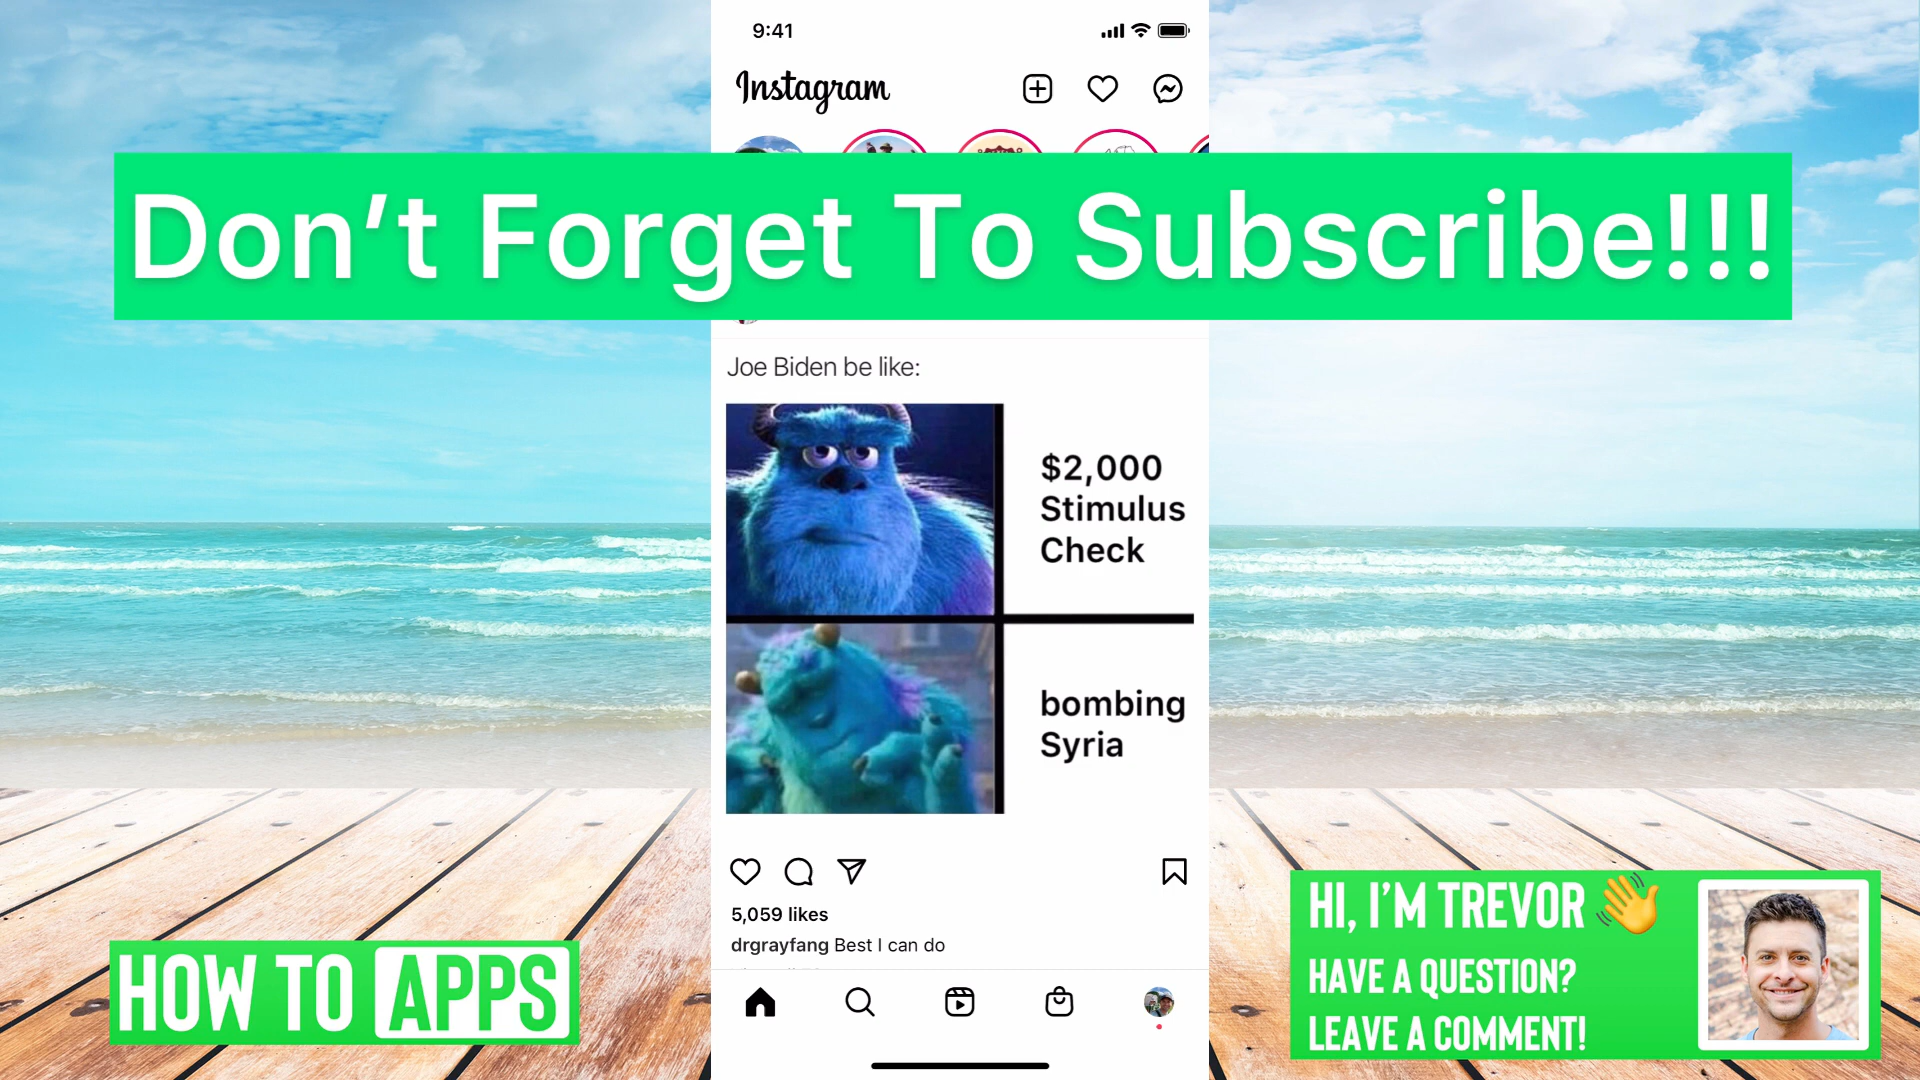 9:41
Instagram
Don’t Forget To Subscribe!!!
Joe Biden be like:
$2,000
Stimulus
Check
bombing
Syria
5,059 likes
drgrayfang Best I can do
HOW TO APPS
HI, I’M TREVOR
HAVE A QUESTION?
LEAVE A COMMENT!